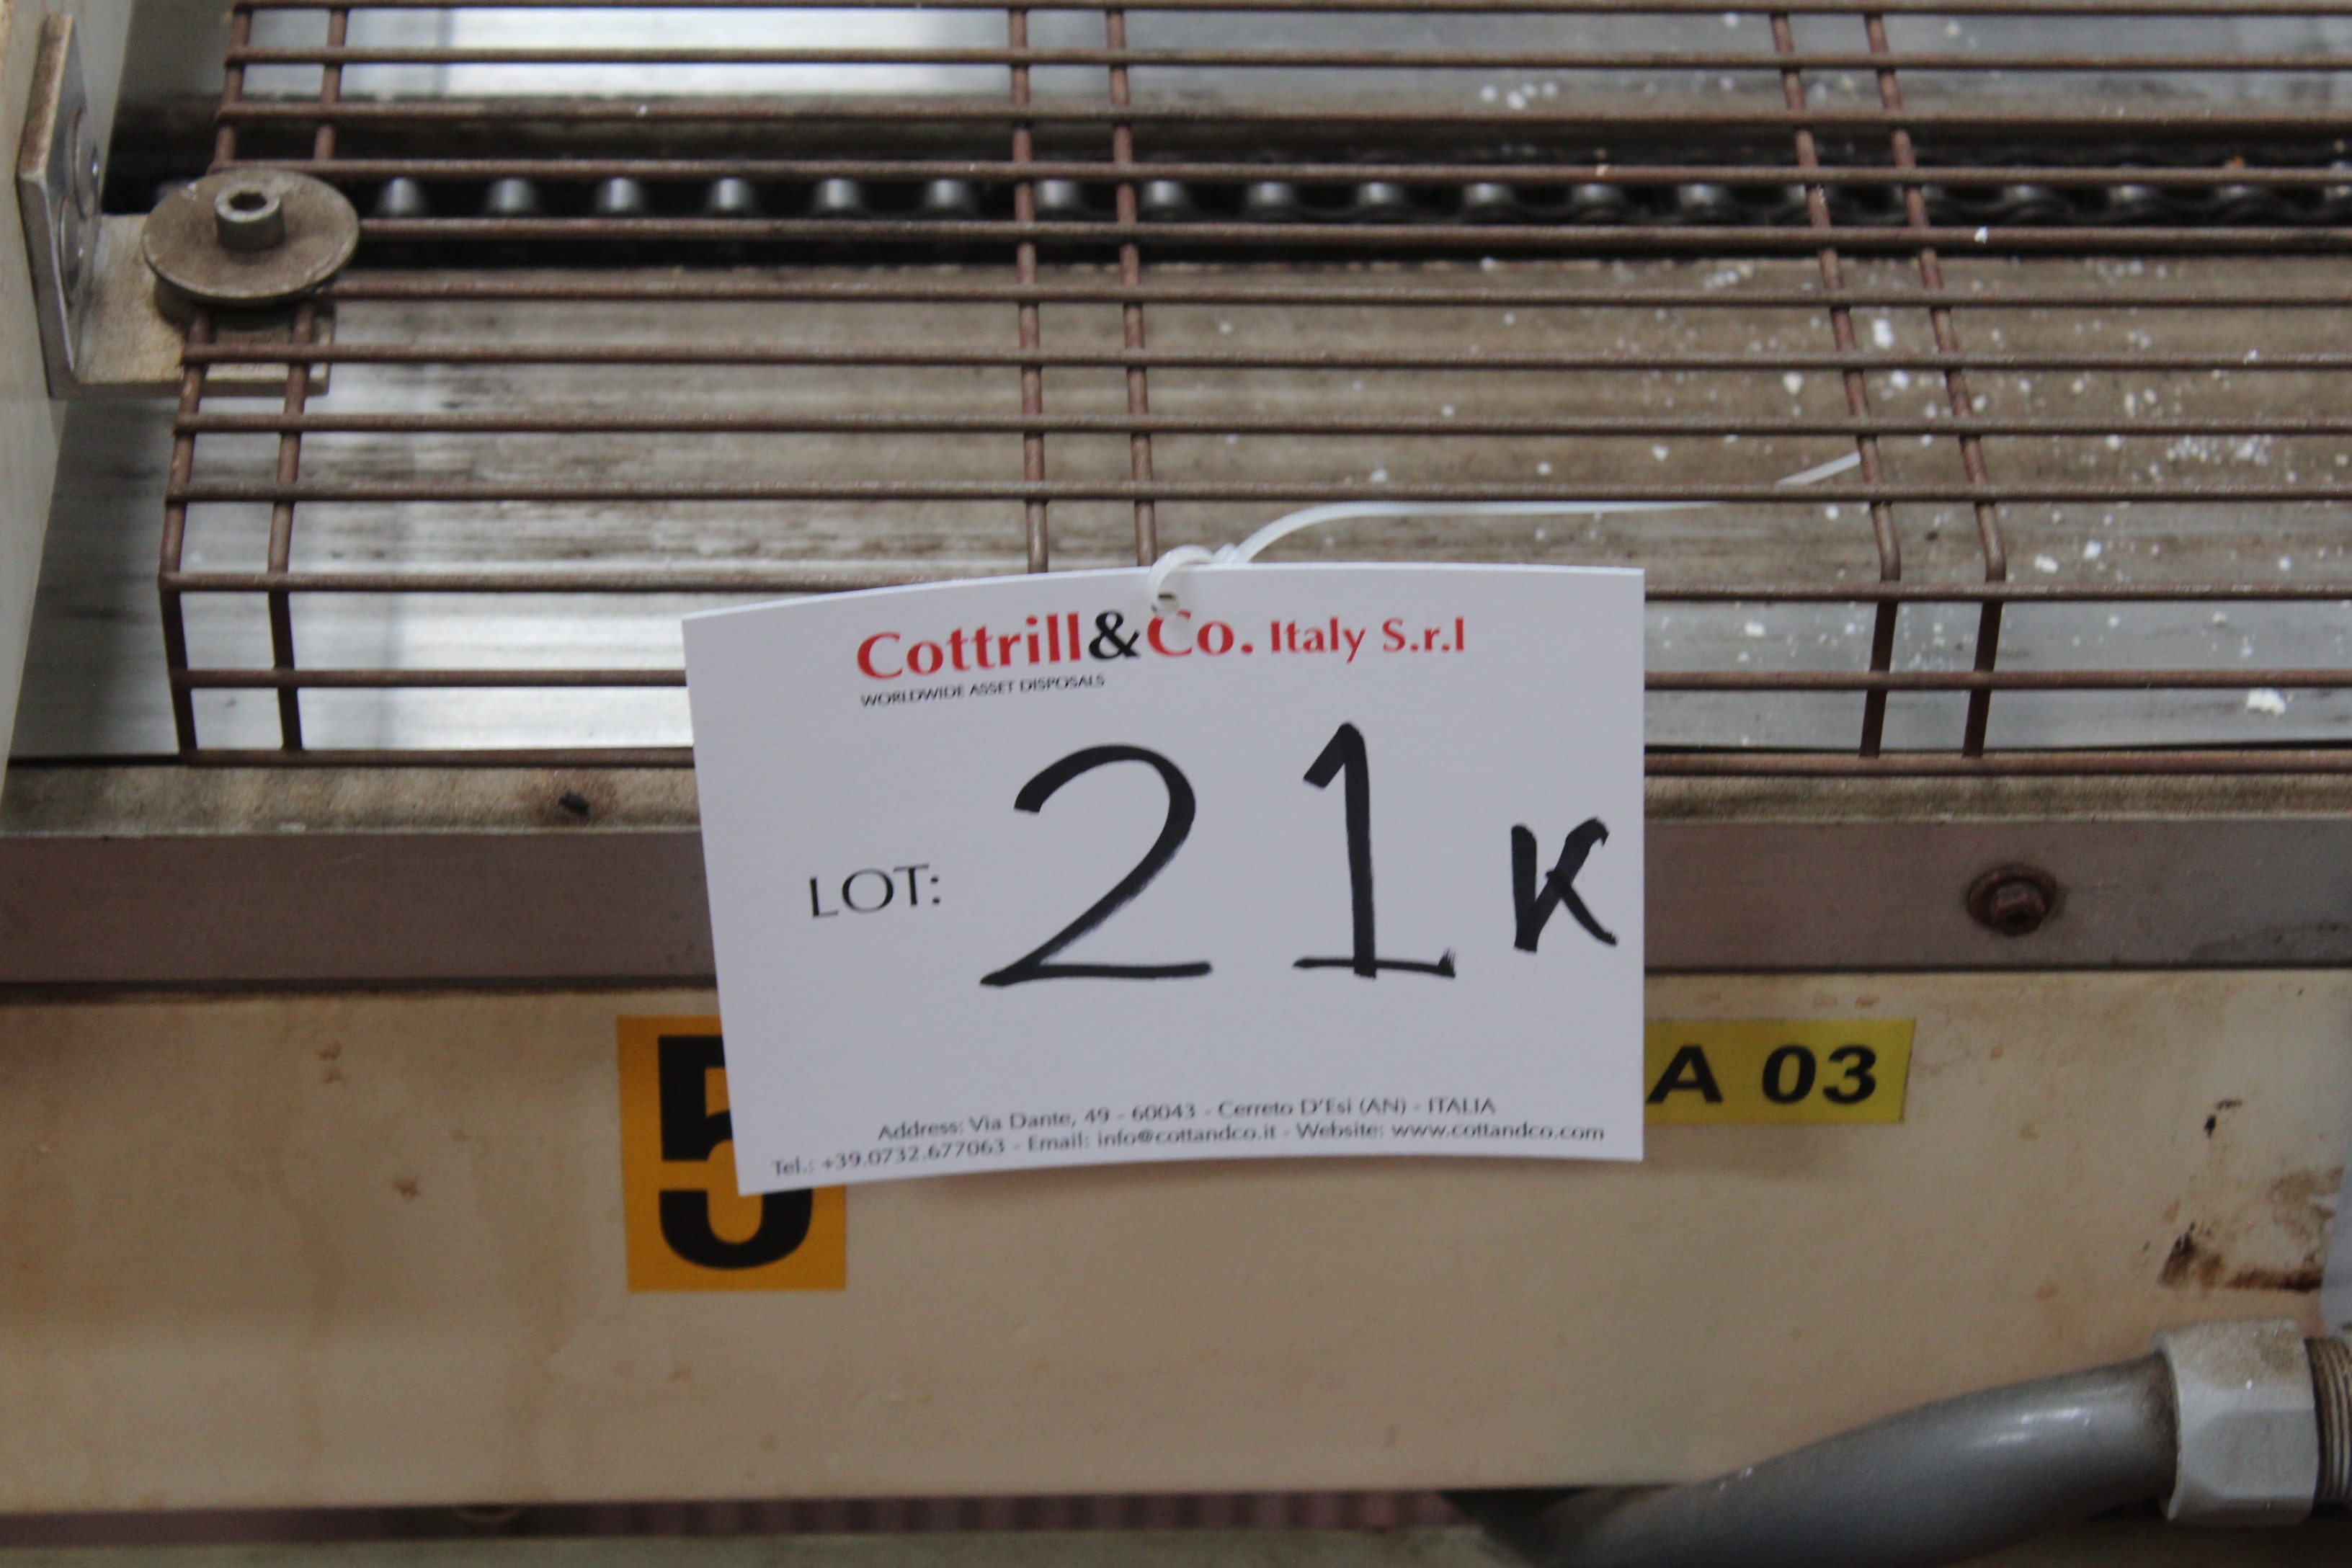 Cottrill&Co. Italy S.r.l
WORLDWIDE ASSET DISPOSALS
LOT: 21 K
5
A 03
Address: Via Dante, 49 - 60043 - Cerreto D'Esi (AN) - ITALIA
Tel.: +39.0732.677063 - Email: info@cottandco.it - Website: www.cottandco.com